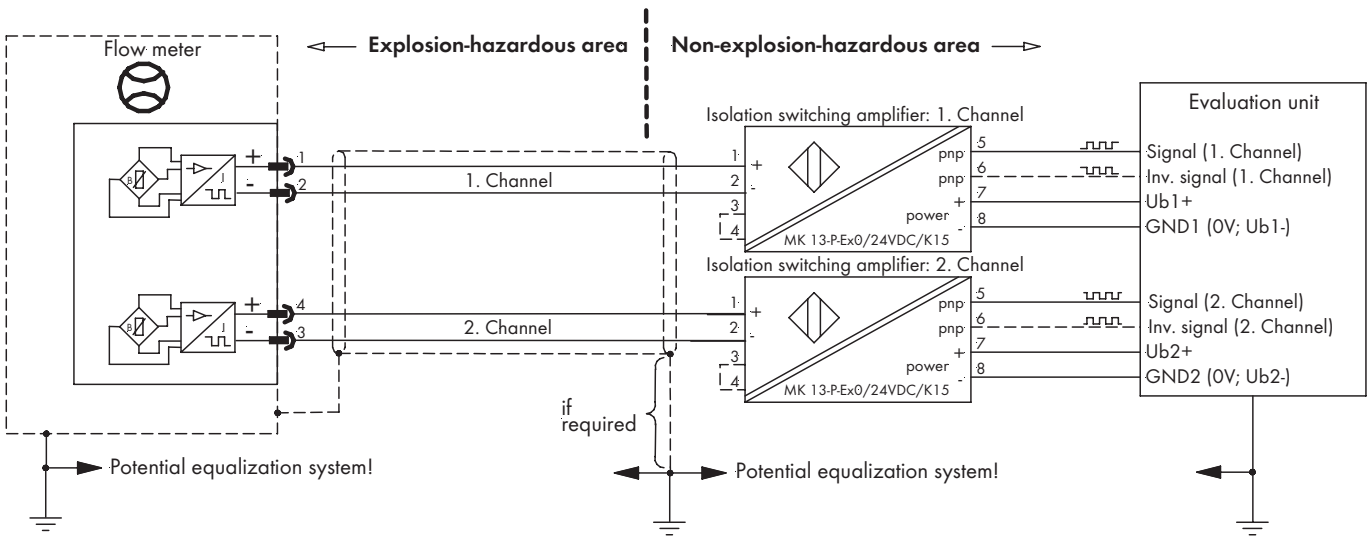 Flow meter
Explosion-hazardous area
Non-explosion-hazardous area
Evaluation unit
Isolation switching amplifier: 1. Channel
B
J
+ 1
- 2
1. Channel
1 +
2 -
3
4
pnp 5
pnp 6
+ 7
power
- 8
MK 13-P-Ex0/24VDC/K15
Signal (1. Channel)
Inv. signal (1. Channel)
Ub1+
GND1 (0V; Ub1-)
Isolation switching amplifier: 2. Channel
B
J
+ 4
- 3
2. Channel
1 +
2 -
3
4
pnp 5
pnp 6
+ 7
power
- 8
MK 13-P-Ex0/24VDC/K15
Signal (2. Channel)
Inv. signal (2. Channel)
Ub2+
GND2 (0V; Ub2-)
if
required
Potential equalization system!
Potential equalization system!